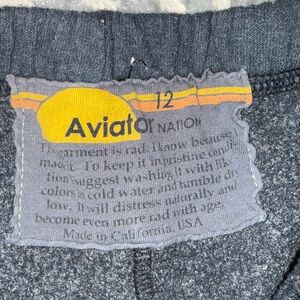 12
Aviator NATION
This garment is rad. I know because I
made it. To keep it in pristine condi-
tion I suggest washing it with like
colors in cold water and tumble dry
low. It will distress naturally and
become even more rad with age.
Made in California, USA